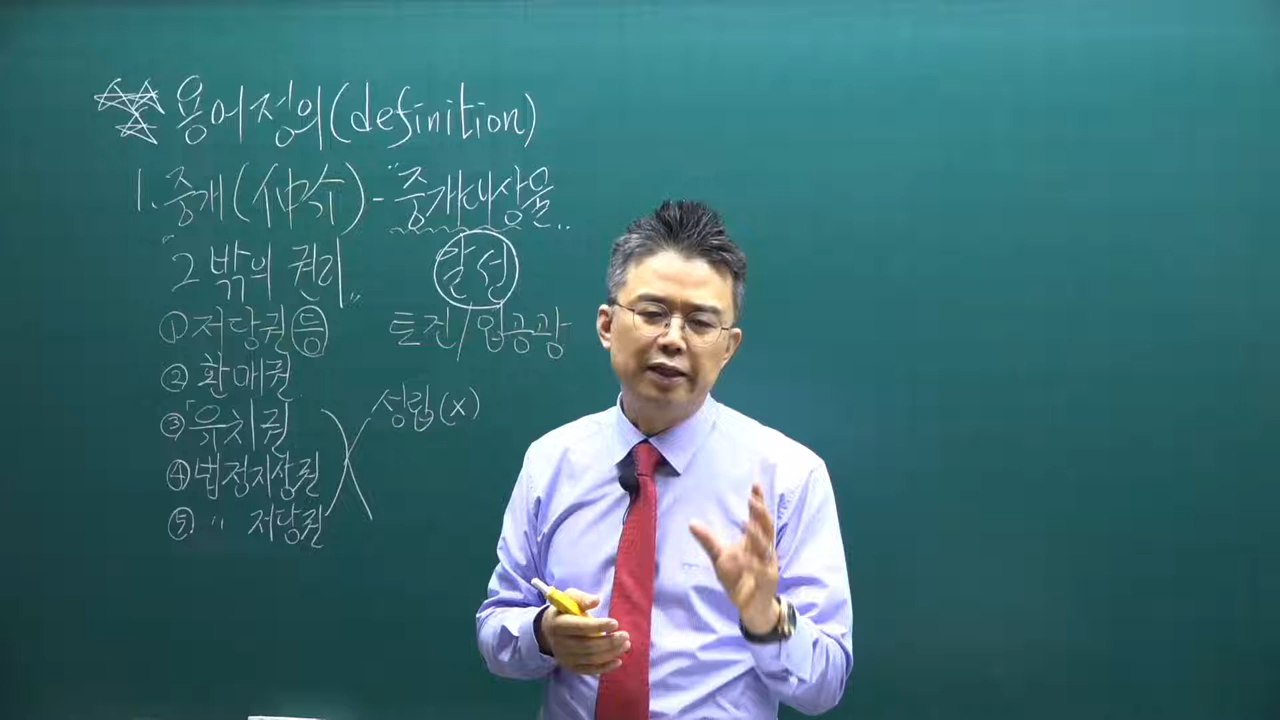 용어정의(definition)
1. 중개(仲介) - "중개대상물"
"그 밖의 권리" 알선
① 저당권등 토건/입공광
② 환매권
③ 유치권 성립(x)
④ 법정지상권
⑤ 〃 저당권